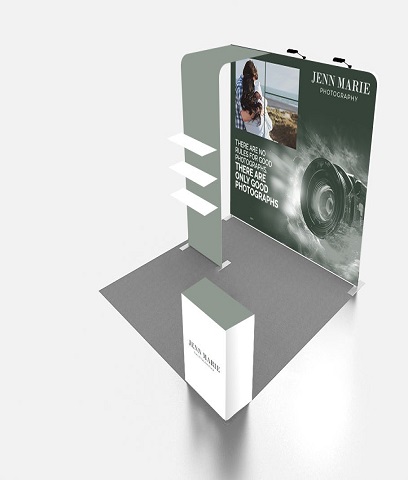 JENN MARIE
PHOTOGRAPHY
THERE ARE NO
RULES FOR GOOD
PHOTOGRAPHS
THERE ARE
ONLY GOOD
PHOTOGRAPHS
JENN MARIE